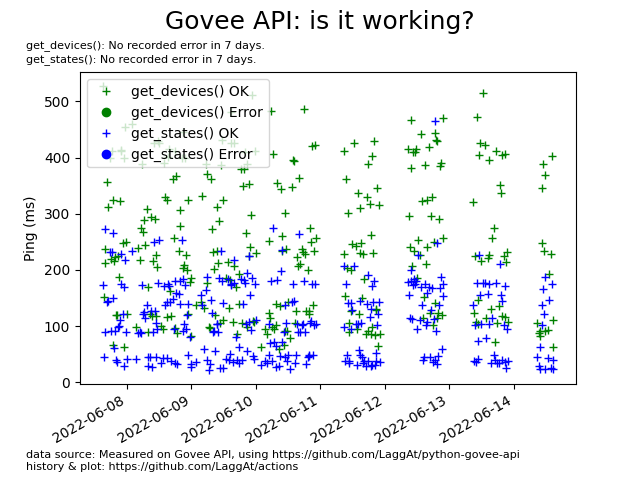 Govee API: is it working?
get_devices(): No recorded error in 7 days.
get_states(): No recorded error in 7 days.
get_devices() OK
get_devices() Error
get_states() OK
get_states() Error
Ping (ms)
500
400
300
200
100
0
2022-06-08
2022-06-09
2022-06-10
2022-06-11
2022-06-12
2022-06-13
2022-06-14
data source: Measured on Govee API, using https://github.com/LaggAt/python-govee-api
history & plot: https://github.com/LaggAt/actions